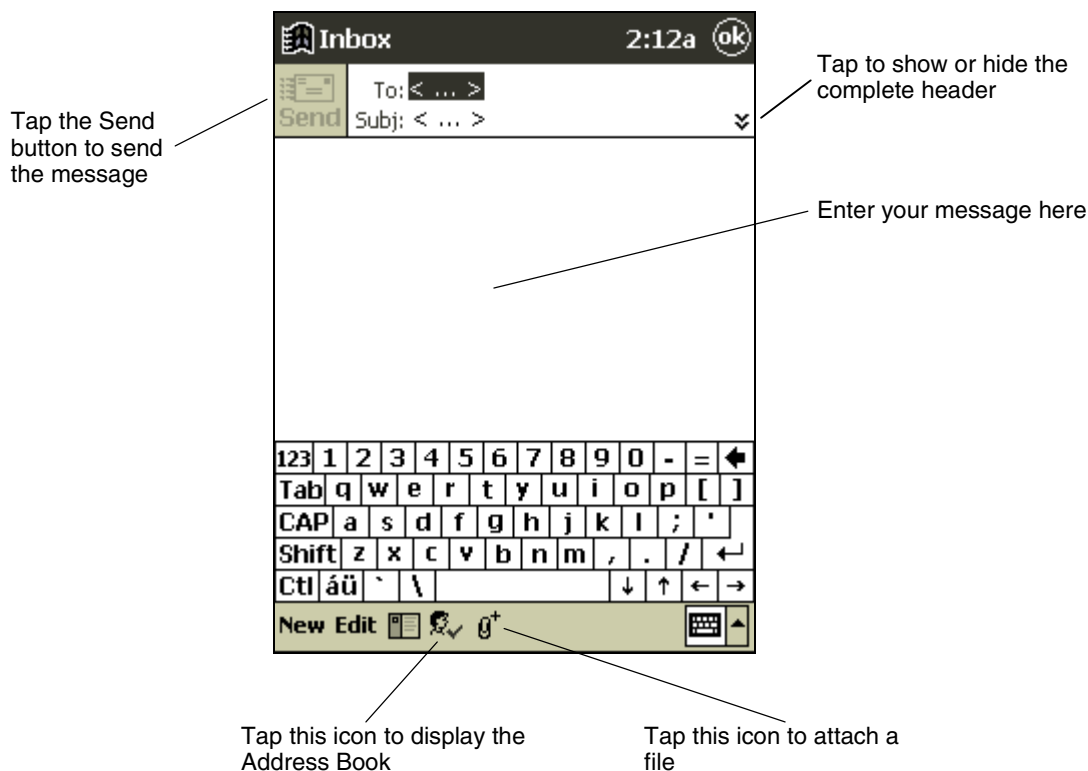 Inbox 2:12a ok
Send
To: < ... >
Subj: < ... >
Tap the Send
button to send
the message
Tap to show or hide the
complete header
Enter your message here
123 1 2 3 4 5 6 7 8 9 0 - =
Tab q w e r t y u i o p [ ]
CAP a s d f g h j k l ; '
Shift z x c v b n m , . / ↵
Ctl áü ` \ ↓ ↑ ← →
New Edit
Tap this icon to display the
Address Book
Tap this icon to attach a
file